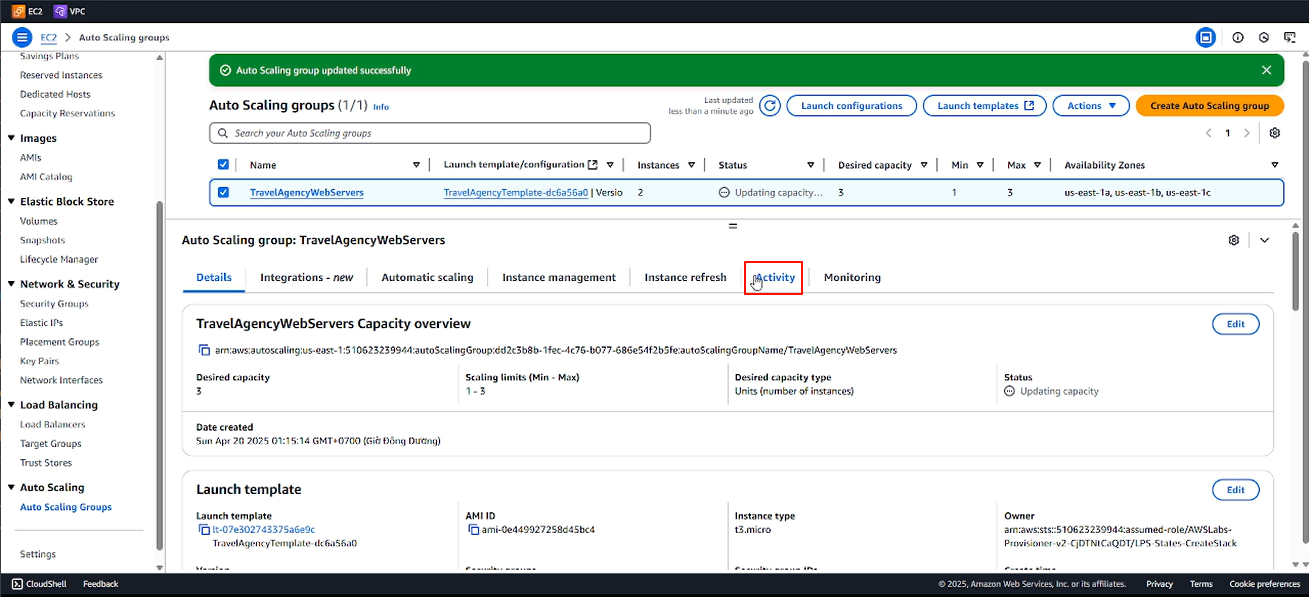 EC2 VPC
EC2 > Auto Scaling groups
Savings Plans
Reserved Instances
Dedicated Hosts
Capacity Reservations
Images
AMIs
AMI Catalog
Elastic Block Store
Volumes
Snapshots
Lifecycle Manager
Network & Security
Security Groups
Elastic IPs
Placement Groups
Key Pairs
Network Interfaces
Load Balancing
Load Balancers
Target Groups
Trust Stores
Auto Scaling
Auto Scaling Groups
Settings
Auto Scaling group updated successfully
Auto Scaling groups (1/1) Info
Last updated
less than a minute ago
Launch configurations
Launch templates
Actions
Create Auto Scaling group
Search your Auto Scaling groups
1
Name Launch template/configuration Instances Status Desired capacity Min Max Availability Zones
TravelAgencyWebServers TravelAgencyTemplate-dc6a56a0 | Versio 2 Updating capacity... 3 1 3 us-east-1a, us-east-1b, us-east-1c
Auto Scaling group: TravelAgencyWebServers
Details Integrations - new Automatic scaling Instance management Instance refresh Activity Monitoring
TravelAgencyWebServers Capacity overview
Edit
arn:aws:autoscaling:us-east-1:510623239944:autoScalingGroup:dd2c3b8b-1fec-4c76-b077-686e54f2b5fe:autoScalingGroupName/TravelAgencyWebServers
Desired capacity
3
Scaling limits (Min - Max)
1 - 3
Desired capacity type
Units (number of instances)
Status
Updating capacity
Date created
Sun Apr 20 2025 01:15:14 GMT+0700 (Giờ Đông Dương)
Launch template
Edit
Launch template
lt-07e302743375a6e9c
TravelAgencyTemplate-dc6a56a0
AMI ID
ami-0e449927258d45bc4
Instance type
t3.micro
Owner
arn:aws:sts::510623239944:assumed-role/AWSLabs-
Provisioner-v2-CjDTNtCaQDT/LPS-States-CreateStack
Version
Security groups
Security group IDs
Create time
CloudShell Feedback
© 2025, Amazon Web Services, Inc. or its affiliates. Privacy Terms Cookie preferences